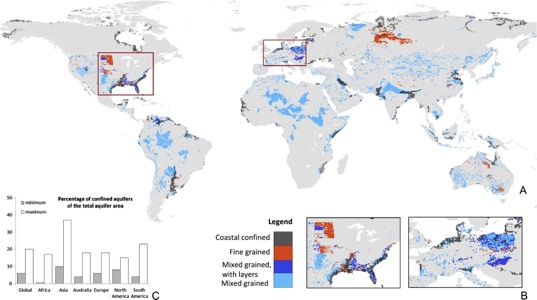 A
Percentage of confined aquifers
of the total aquifer area
minimum
maximum
50
40
30
20
10
0
Global
Africa
Asia
Australia
Europe
North
America
South
America
C
Legend
Coastal confined
Fine grained
Mixed grained,
with layers
Mixed grained
B